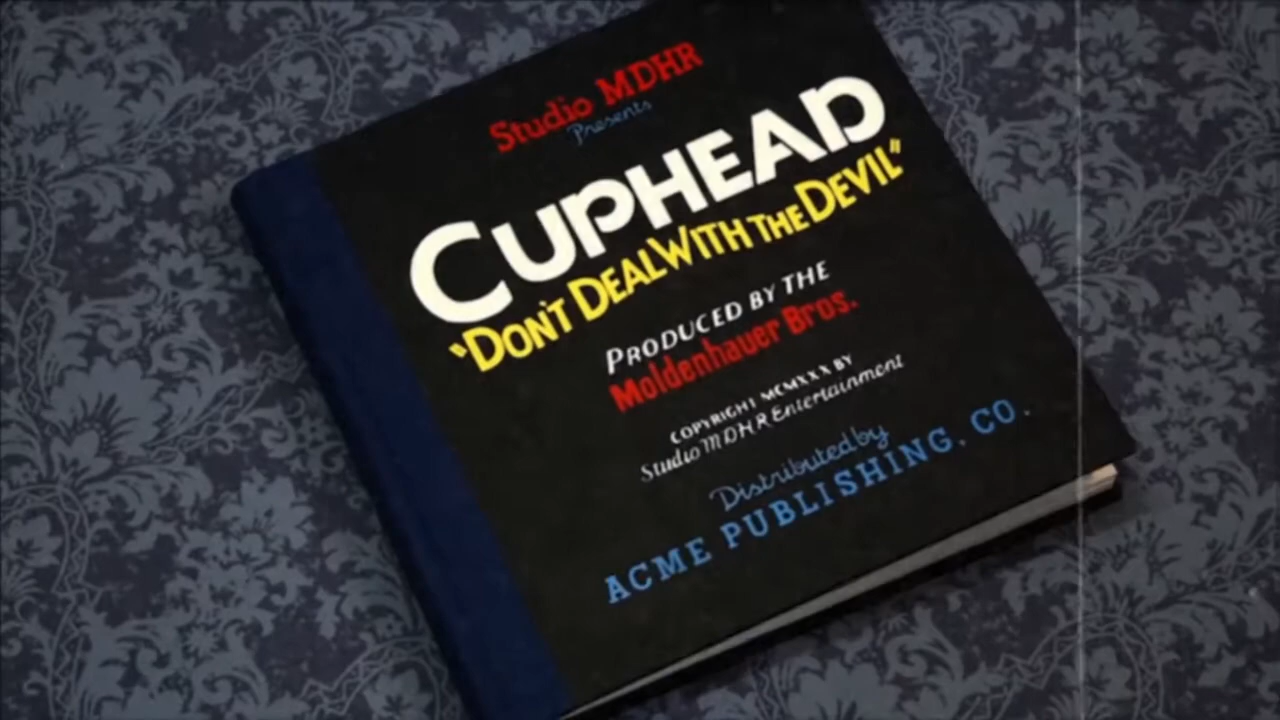 Studio MDHR
Presents
CUPHEAD
"DON'T DEAL WITH THE DEVIL"
PRODUCED BY THE
Moldenhauer Bros.
COPYRIGHT MCMXXX BY
Studio MDHR Entertainment
Distributed by
ACME PUBLISHING. CO.